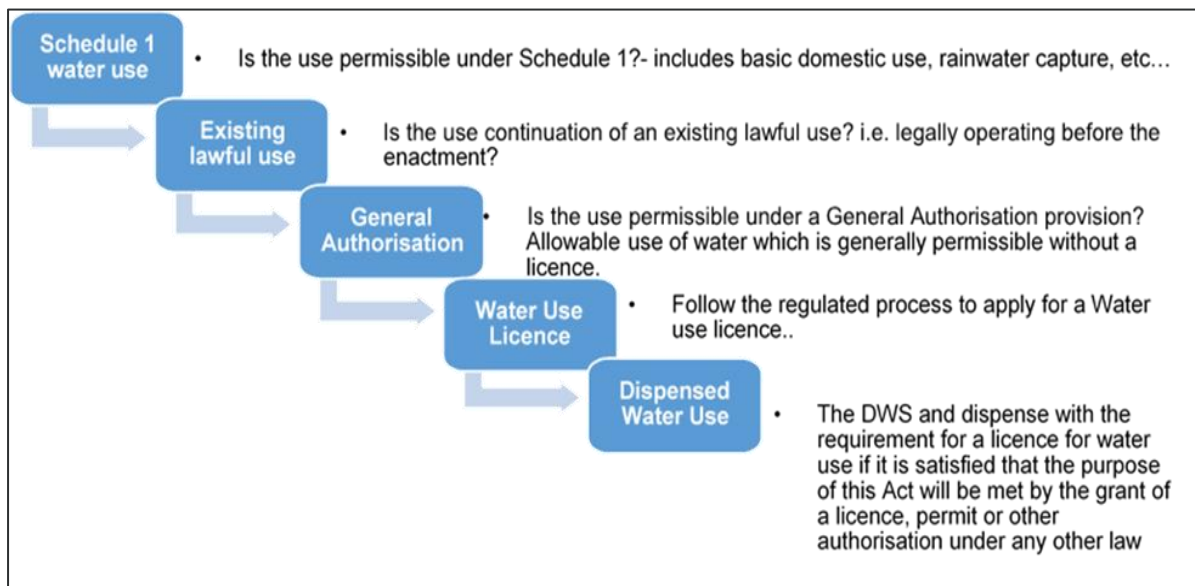 Schedule 1
water use
• Is the use permissible under Schedule 1?- includes basic domestic use, rainwater capture, etc...
Existing
lawful use
• Is the use continuation of an existing lawful use? i.e. legally operating before the
enactment?
General
Authorisation
• Is the use permissible under a General Authorisation provision?
Allowable use of water which is generally permissible without a
licence.
Water Use
Licence
• Follow the regulated process to apply for a Water
use licence..
Dispensed
Water Use
• The DWS and dispense with the
requirement for a licence for water
use if it is satisfied that the purpose
of this Act will be met by the grant of
a licence, permit or other
authorisation under any other law